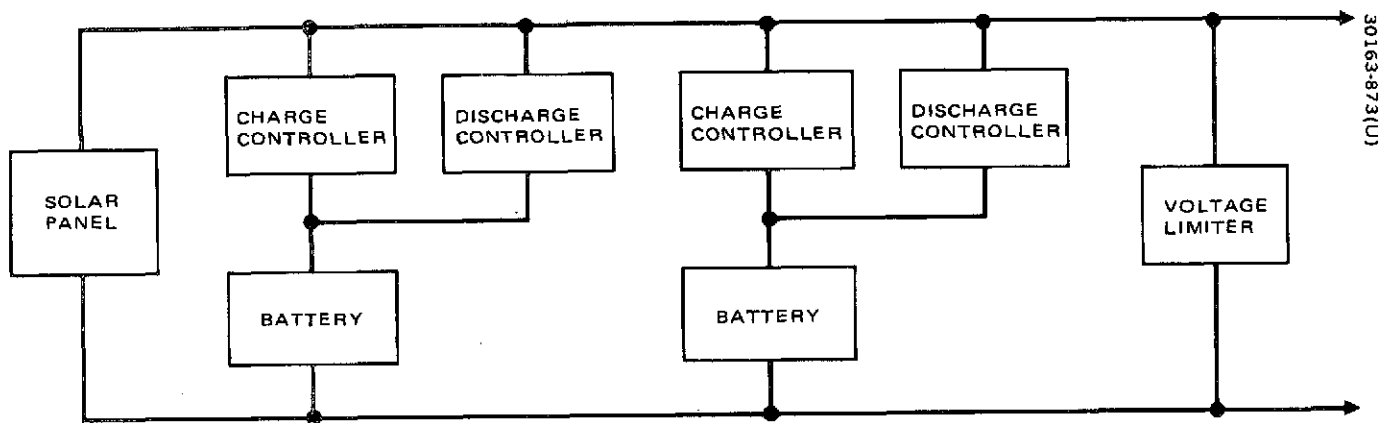 SOLAR
PANEL
CHARGE
CONTROLLER
DISCHARGE
CONTROLLER
BATTERY
CHARGE
CONTROLLER
DISCHARGE
CONTROLLER
BATTERY
VOLTAGE
LIMITER
30163-873(U)